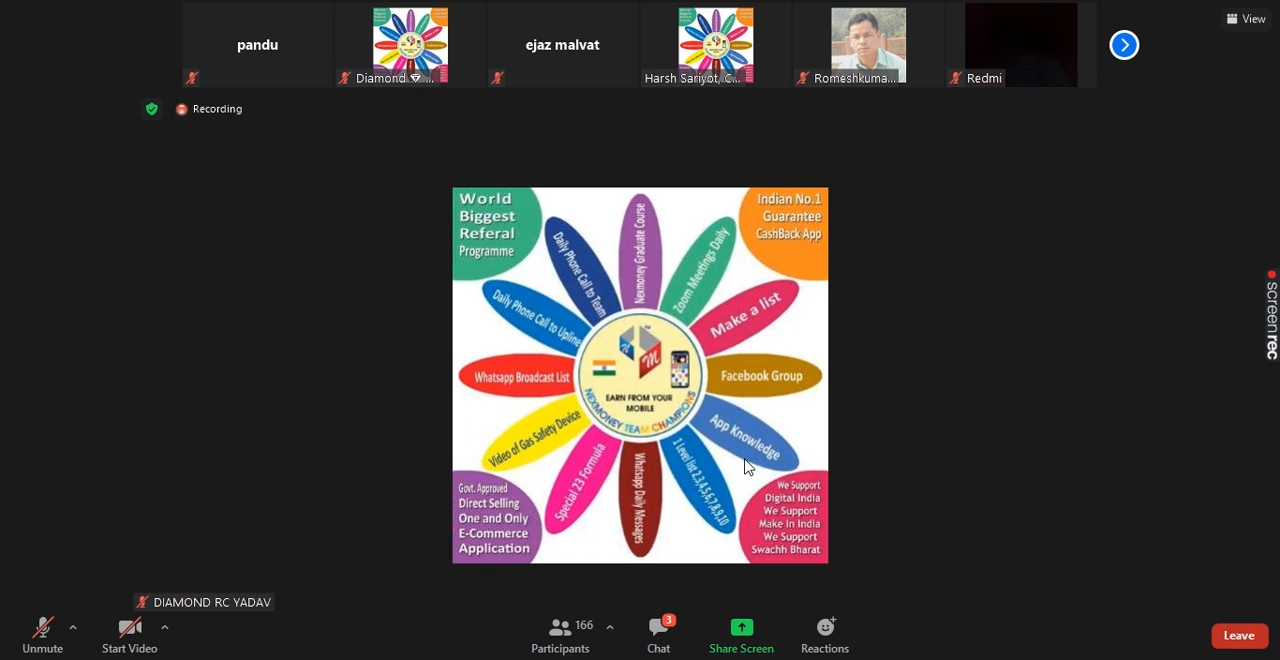 pandu
Diamond
ejaz malvat
Harsh Sariyot, C...
Romeshkuma...
Redmi
View
Recording
World
Biggest
Referal
Programme
Indian No.1
Guarantee
CashBack App
Daily Phone Call to Team
Nexmoney Graduate Course
Zoom Meetings Daily
Daily Phone Call to Upline
Make a list
Whatsapp Broadcast List
Facebook Group
n m
EARN FROM YOUR
MOBILE
NEXMONEY TEAM CHAMPIONS
Video of Gas Safety Device
App Knowledge
Special 23 Formula
Whatsapp Daily Messages
1 Level list 2,3,4,5,6,7,8,9,10
Govt. Approved
Direct Selling
One and Only
E-Commerce
Application
We Support
Digital India
We Support
Make In India
We Support
Swachh Bharat
screenrec
DIAMOND RC YADAV
Unmute
Start Video
Participants 166
Chat 3
Share Screen
Reactions
Leave